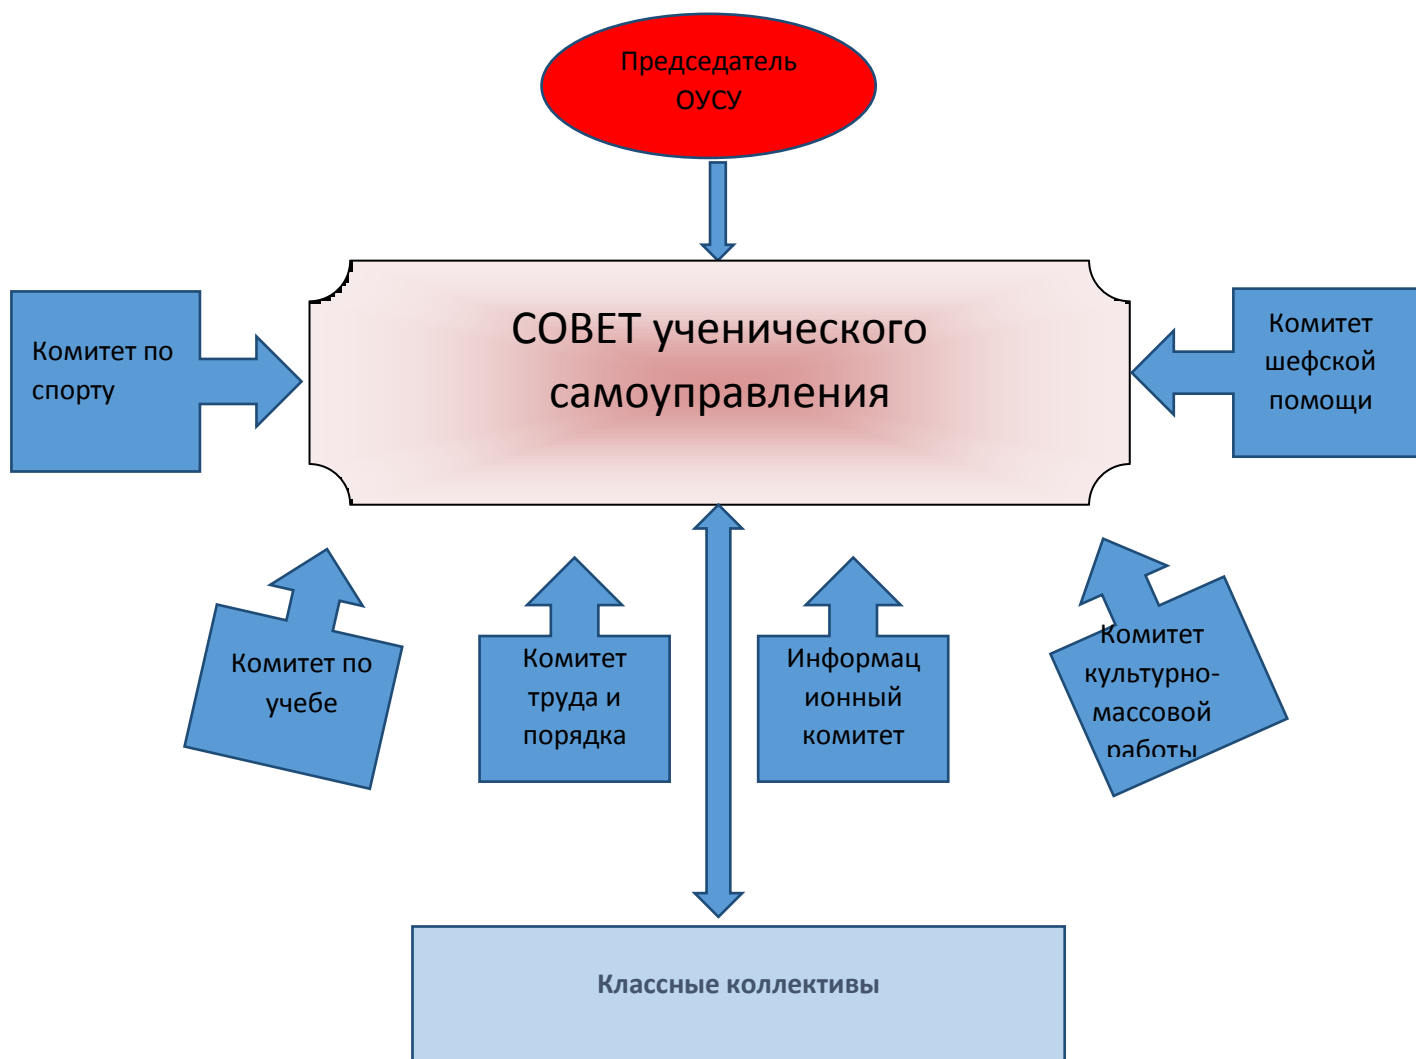 Председатель
ОУСУ
СОВЕТ ученического
самоуправления
Комитет по
спорту
Комитет
шефской
помощи
Комитет по
учебе
Комитет
труда и
порядка
Информац
ионный
комитет
Комитет
культурно-
массовой
работы
Классные коллективы